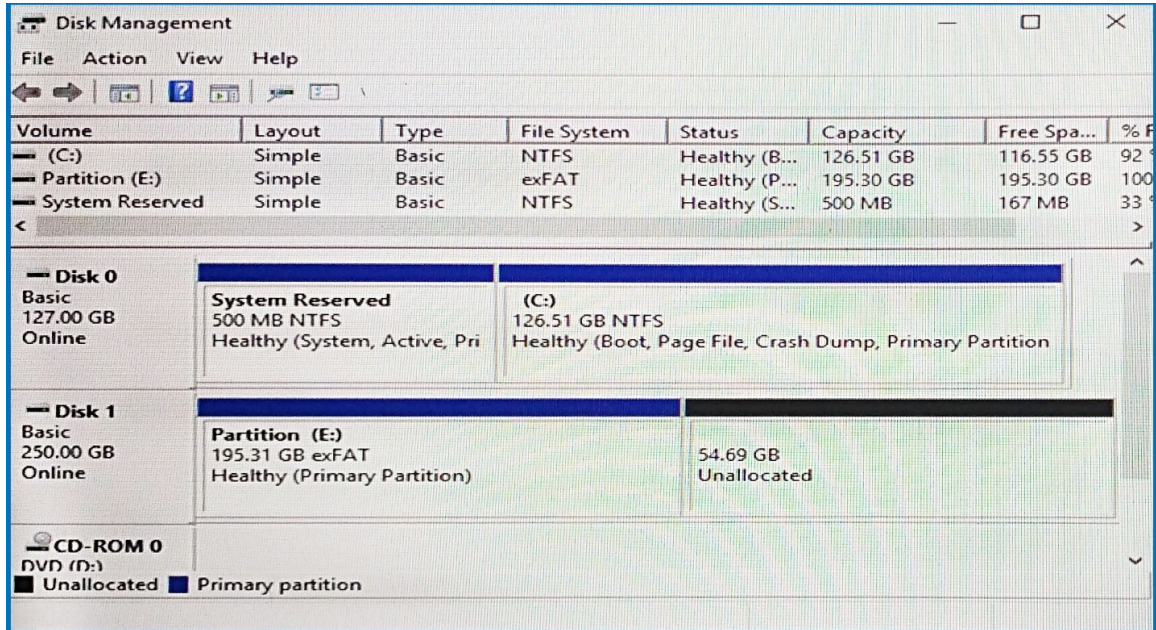 Disk Management
File Action View Help
Volume Layout Type File System Status Capacity Free Spa... % F
(C:) Simple Basic NTFS Healthy (B... 126.51 GB 116.55 GB 92
Partition (E:) Simple Basic exFAT Healthy (P... 195.30 GB 195.30 GB 100
System Reserved Simple Basic NTFS Healthy (S... 500 MB 167 MB 33
Disk 0
Basic
127.00 GB
Online
System Reserved
500 MB NTFS
Healthy (System, Active, Pri
(C:)
126.51 GB NTFS
Healthy (Boot, Page File, Crash Dump, Primary Partition
Disk 1
Basic
250.00 GB
Online
Partition (E:)
195.31 GB exFAT
Healthy (Primary Partition)
54.69 GB
Unallocated
CD-ROM 0
DVD (D:)
Unallocated Primary partition